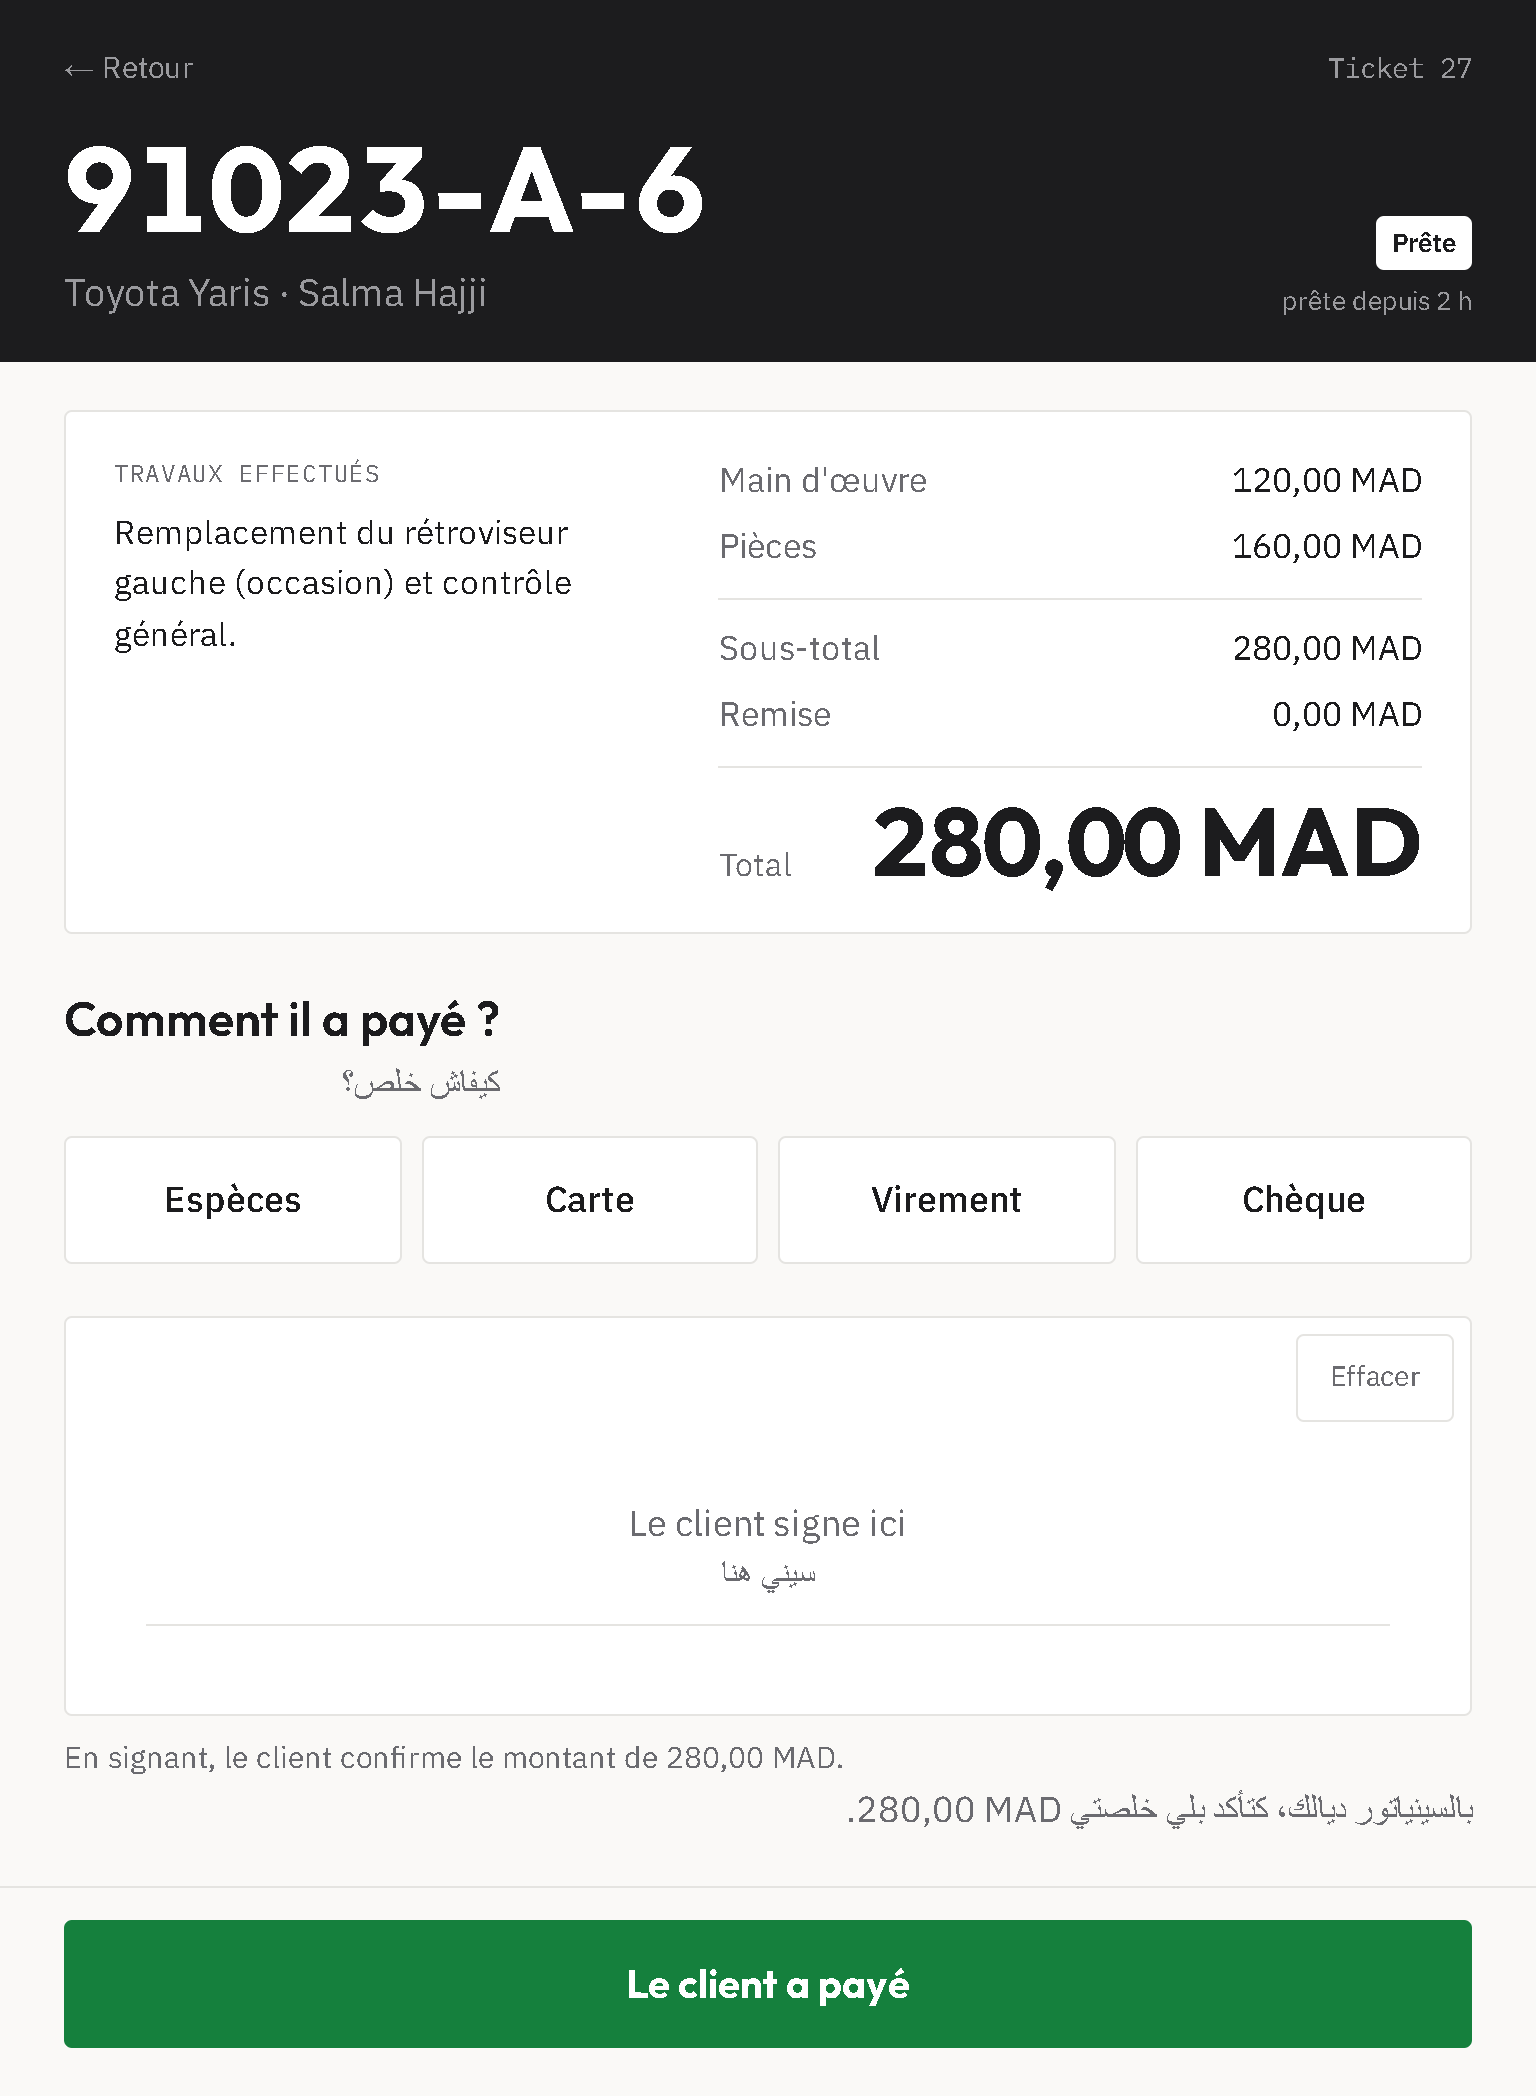 ← Retour
Ticket 27
91023-A-6
Toyota Yaris · Salma Hajji
Prête
prête depuis 2 h
TRAVAUX EFFECTUÉS
Remplacement du rétroviseur
gauche (occasion) et contrôle
général.
Main d'œuvre 120,00 MAD
Pièces 160,00 MAD
Sous-total 280,00 MAD
Remise 0,00 MAD
Total 280,00 MAD
Comment il a payé ?
كيفاش خلص؟
Espèces
Carte
Virement
Chèque
Effacer
Le client signe ici
سيني هنا
En signant, le client confirme le montant de 280,00 MAD.
بالسينياتور ديالك، كتأكد بلي خلصتي 280,00 MAD.
Le client a payé